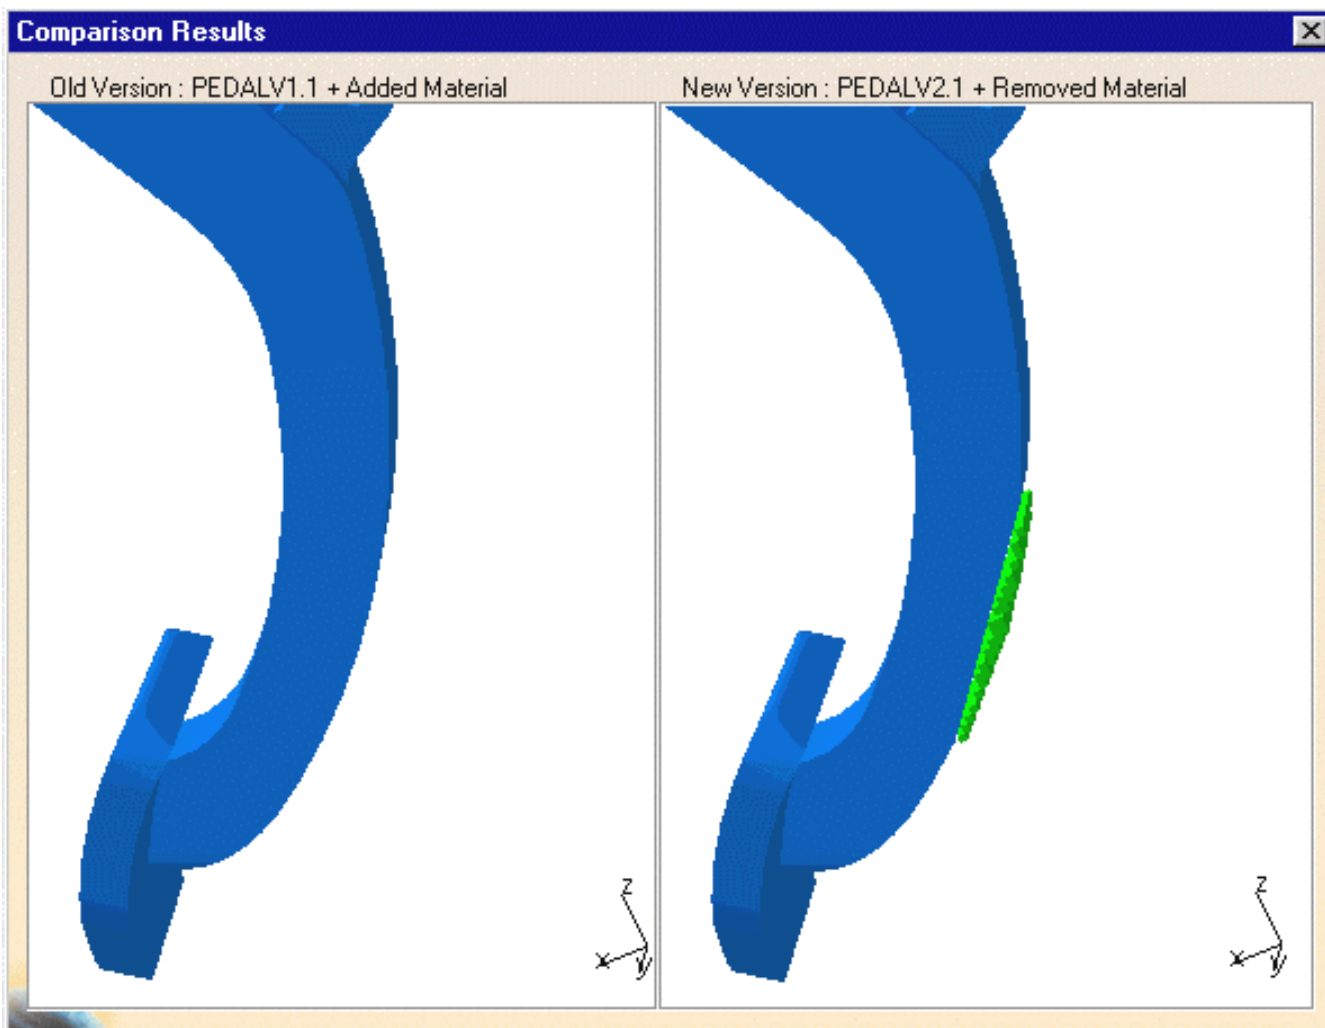 Comparison Results
Old Version : PEDALV1.1 + Added Material
New Version : PEDALV2.1 + Removed Material
z
x
y
z
x
y